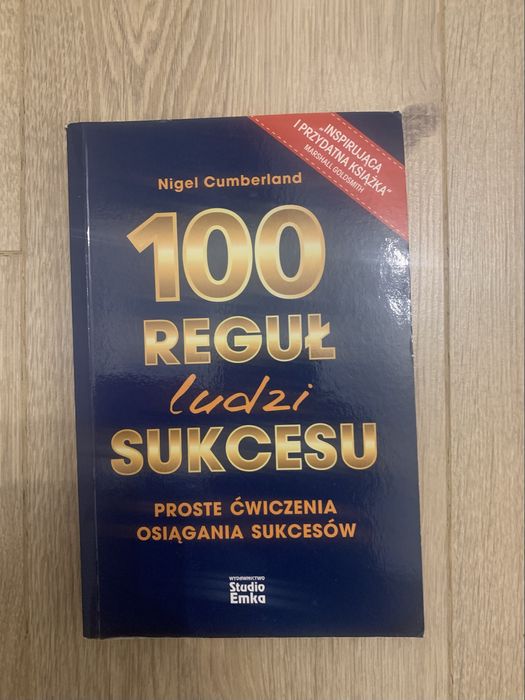 „INSPIRUJĄCA
I PRZYDATNA KSIĄŻKA”
MARSHALL GOLDSMITH
Nigel Cumberland
100
REGUŁ
ludzi
SUKCESU
PROSTE ĆWICZENIA
OSIĄGANIA SUKCESÓW
WYDAWNICTWO
Studio
Emka